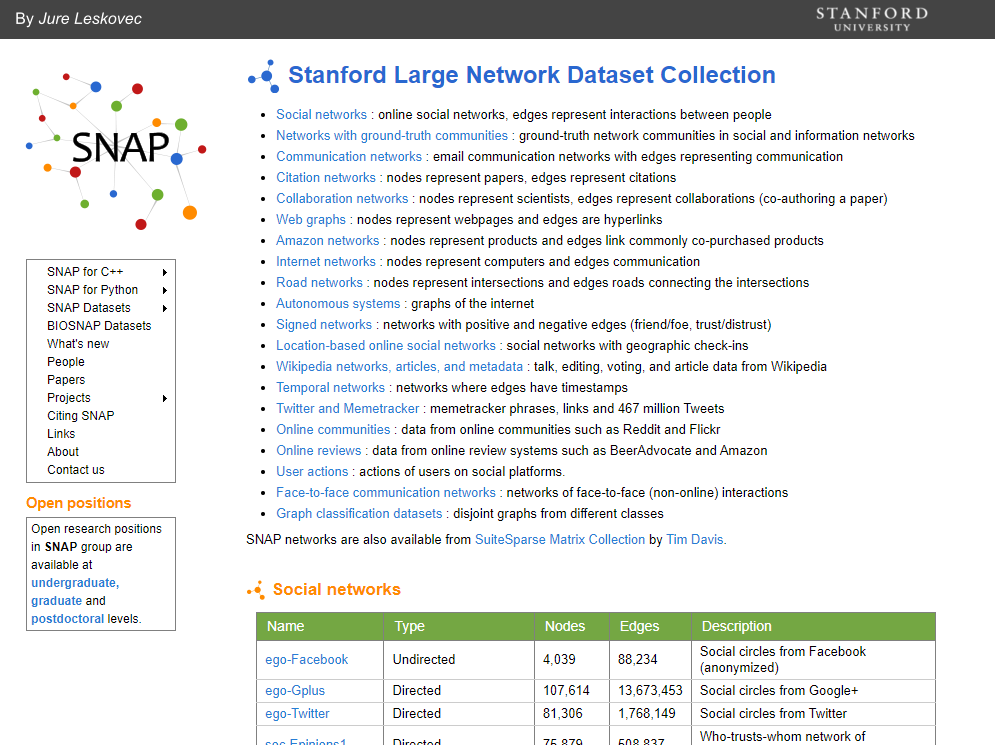 By Jure Leskovec
STANFORD
UNIVERSITY
SNAP
SNAP for C++
SNAP for Python
SNAP Datasets
BIOSNAP Datasets
What's new
People
Papers
Projects
Citing SNAP
Links
About
Contact us
Open positions
Open research positions
in SNAP group are
available at
undergraduate,
graduate and
postdoctoral levels.
Stanford Large Network Dataset Collection
• Social networks : online social networks, edges represent interactions between people
• Networks with ground-truth communities : ground-truth network communities in social and information networks
• Communication networks : email communication networks with edges representing communication
• Citation networks : nodes represent papers, edges represent citations
• Collaboration networks : nodes represent scientists, edges represent collaborations (co-authoring a paper)
• Web graphs : nodes represent webpages and edges are hyperlinks
• Amazon networks : nodes represent products and edges link commonly co-purchased products
• Internet networks : nodes represent computers and edges communication
• Road networks : nodes represent intersections and edges roads connecting the intersections
• Autonomous systems : graphs of the internet
• Signed networks : networks with positive and negative edges (friend/foe, trust/distrust)
• Location-based online social networks : social networks with geographic check-ins
• Wikipedia networks, articles, and metadata : talk, editing, voting, and article data from Wikipedia
• Temporal networks : networks where edges have timestamps
• Twitter and Memetracker : memetracker phrases, links and 467 million Tweets
• Online communities : data from online communities such as Reddit and Flickr
• Online reviews : data from online review systems such as BeerAdvocate and Amazon
• User actions : actions of users on social platforms.
• Face-to-face communication networks : networks of face-to-face (non-online) interactions
• Graph classification datasets : disjoint graphs from different classes
SNAP networks are also available from SuiteSparse Matrix Collection by Tim Davis.
Social networks
Name Type Nodes Edges Description
ego-Facebook Undirected 4,039 88,234 Social circles from Facebook
(anonymized)
ego-Gplus Directed 107,614 13,673,453 Social circles from Google+
ego-Twitter Directed 81,306 1,768,149 Social circles from Twitter
soc-Epinions1 Directed 75,879 508,837 Who-trusts-whom network of